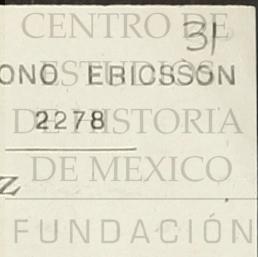 31
CENTRO DE
ESTUDIOS
ONO ERICSSON
DE HISTORIA
2278
DE MEXICO
z
FUNDACIÓN